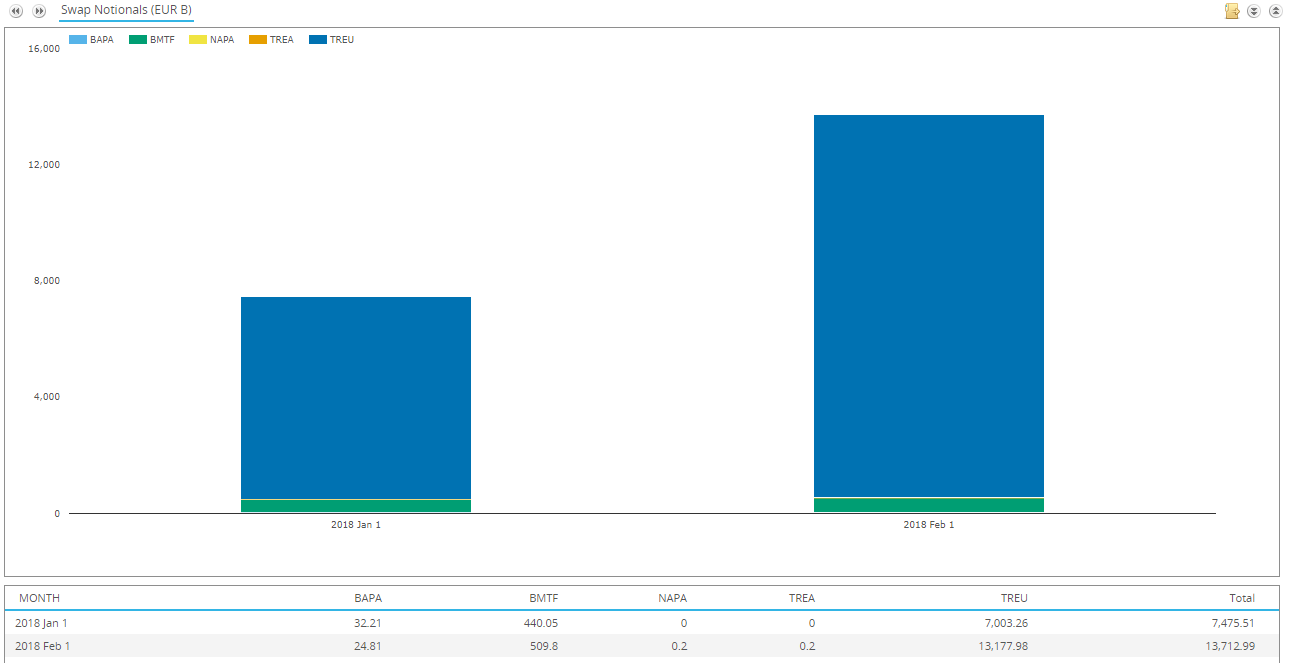 Swap Notionals (EUR B)
BAPA BMTF NAPA TREA TREU
16,000
12,000
8,000
4,000
0
2018 Jan 1 2018 Feb 1
MONTH BAPA BMTF NAPA TREA TREU Total
2018 Jan 1 32.21 440.05 0 0 7,003.26 7,475.51
2018 Feb 1 24.81 509.8 0.2 0.2 13,177.98 13,712.99